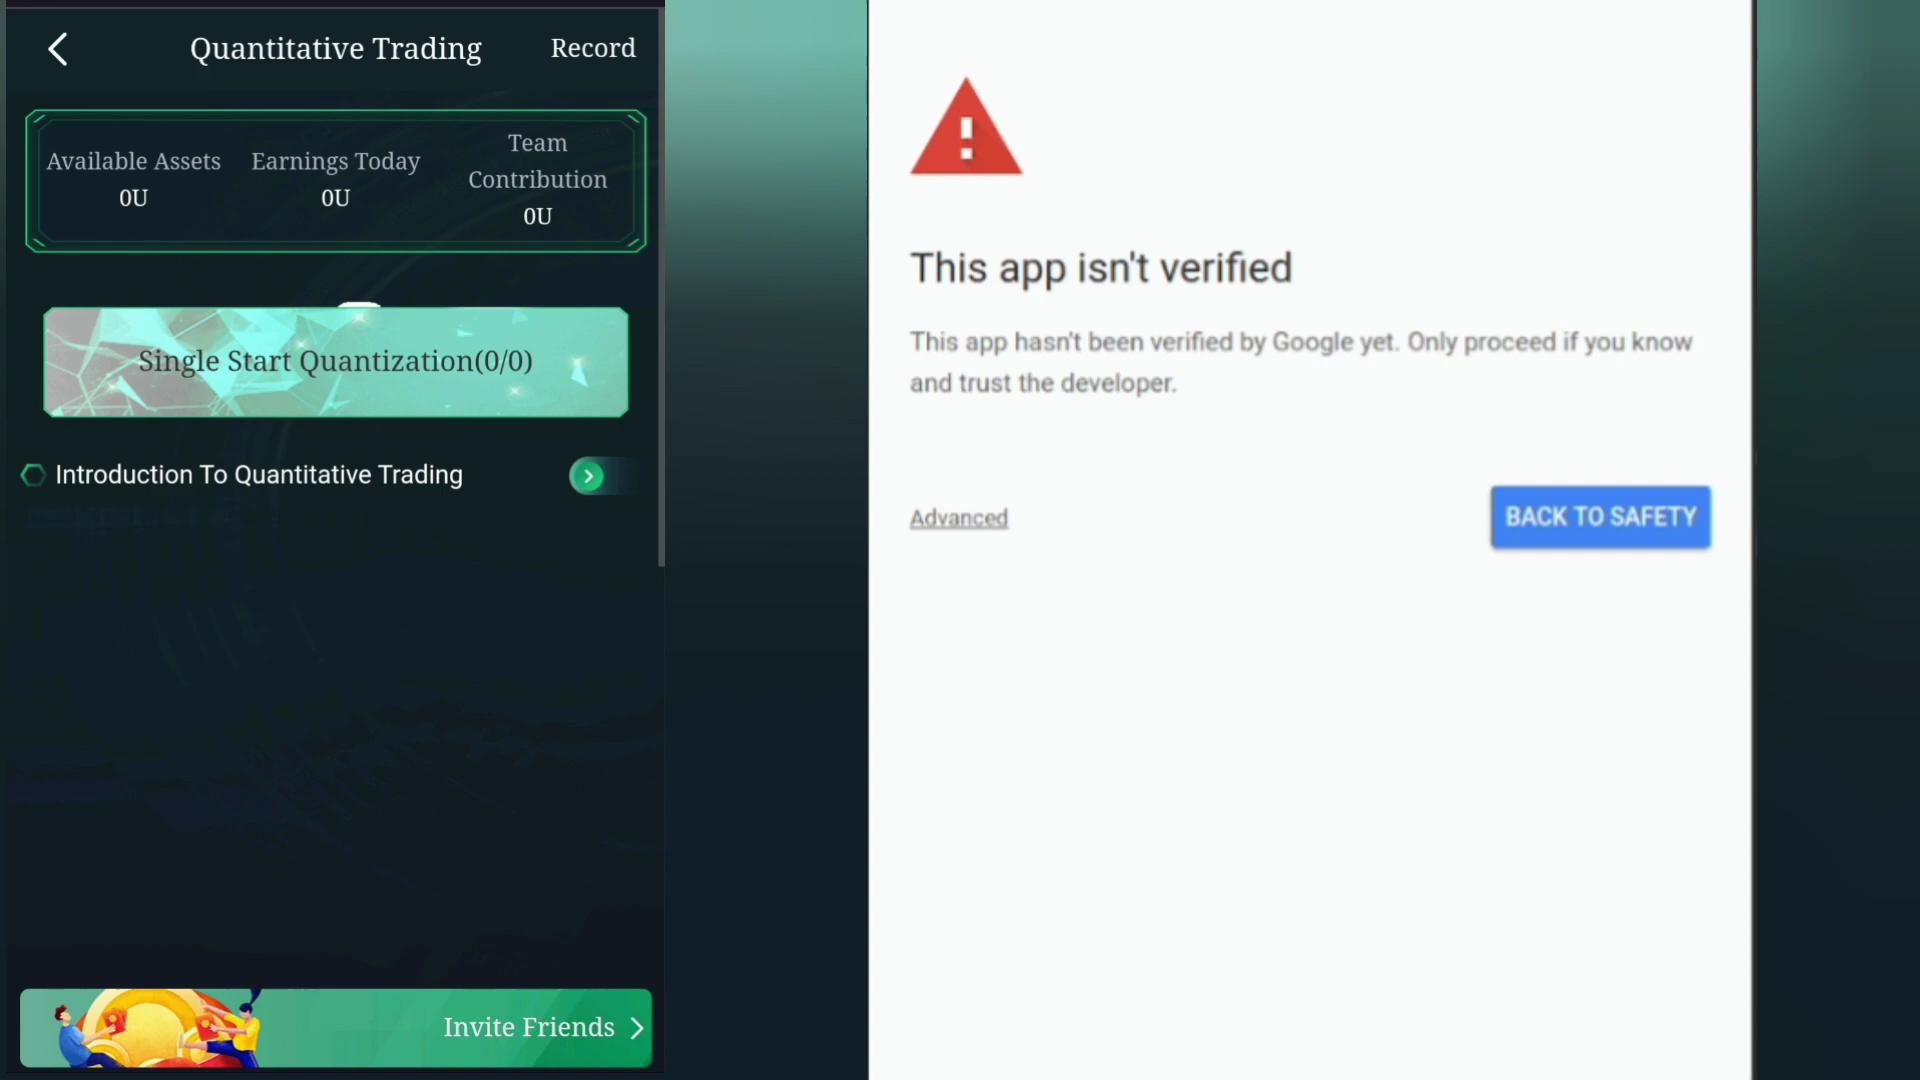 Quantitative Trading
Record
Available Assets
0U
Earnings Today
0U
Team
Contribution
0U
Single Start Quantization(0/0)
Introduction To Quantitative Trading
Invite Friends
This app isn't verified
This app hasn't been verified by Google yet. Only proceed if you know
and trust the developer.
Advanced
BACK TO SAFETY